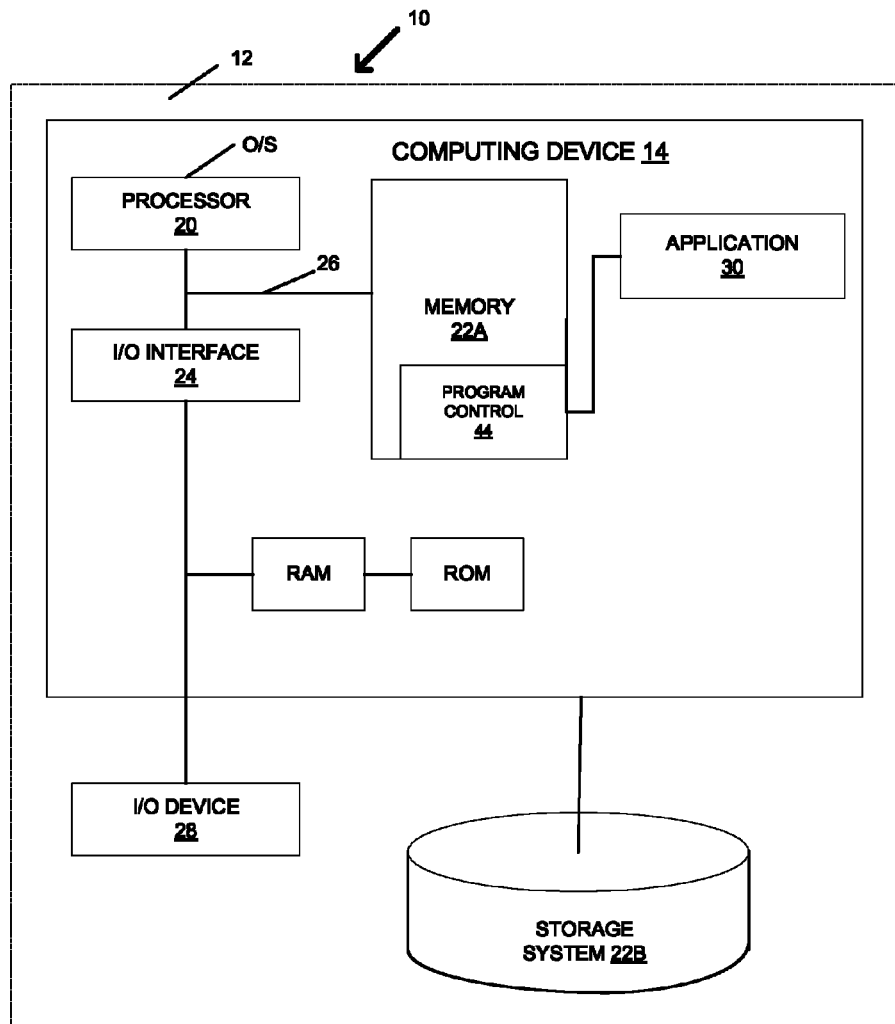 10
12
O/S
COMPUTING DEVICE 14
PROCESSOR
20
APPLICATION
30
26
MEMORY
22A
I/O INTERFACE
24
PROGRAM
CONTROL
44
RAM
ROM
I/O DEVICE
28
STORAGE
SYSTEM 22B